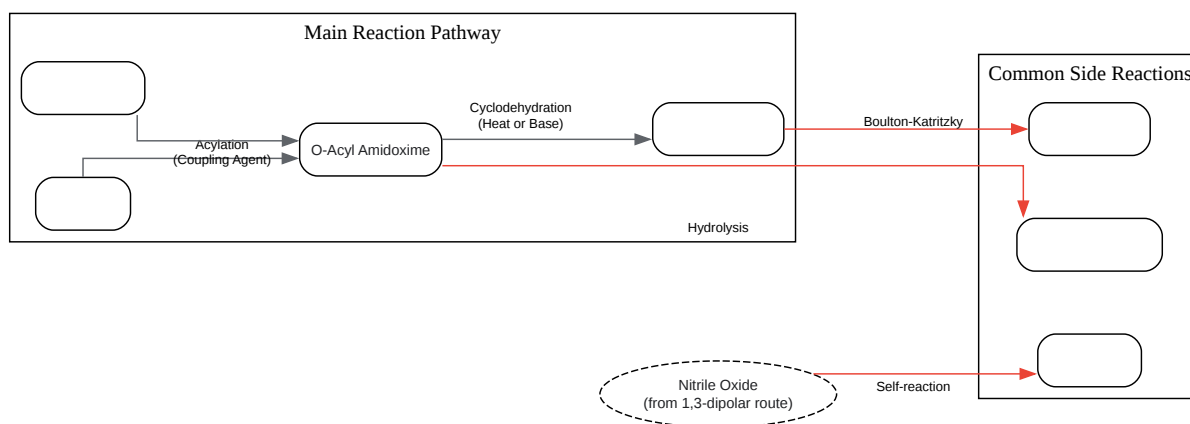 Main Reaction Pathway
Common Side Reactions
Acylation
(Coupling Agent)
O-Acyl Amidoxime
Cyclodehydration
(Heat or Base)
Boulton-Katritzky
Hydrolysis
Nitrile Oxide
(from 1,3-dipolar route)
Self-reaction